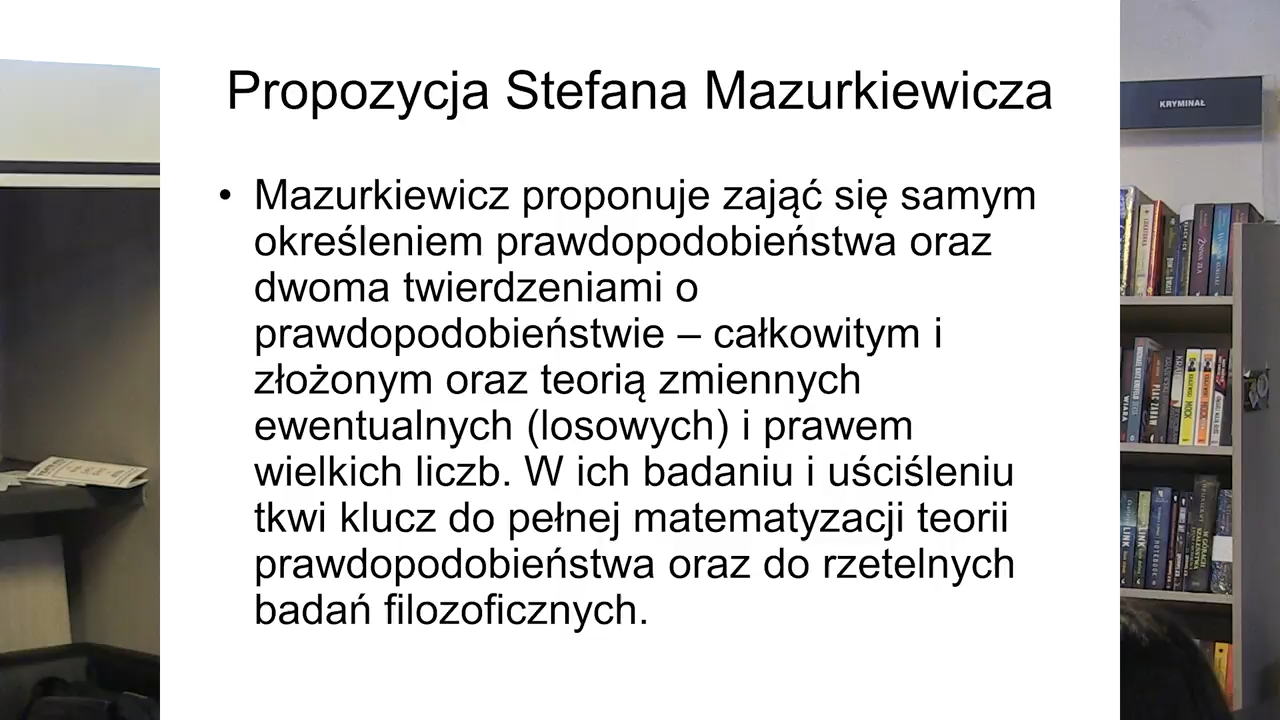 Propozycja Stefana Mazurkiewicza
• Mazurkiewicz proponuje zająć się samym
określeniem prawdopodobieństwa oraz
dwoma twierdzeniami o
prawdopodobieństwie – całkowitym i
złożonym oraz teorią zmiennych
ewentualnych (losowych) i prawem
wielkich liczb. W ich badaniu i uściśleniu
tkwi klucz do pełnej matematyzacji teorii
prawdopodobieństwa oraz do rzetelnych
badań filozoficznych.
KRYMINAŁ